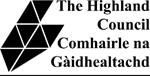 The Highland
Council
Comhairle na
Gàidhealtachd